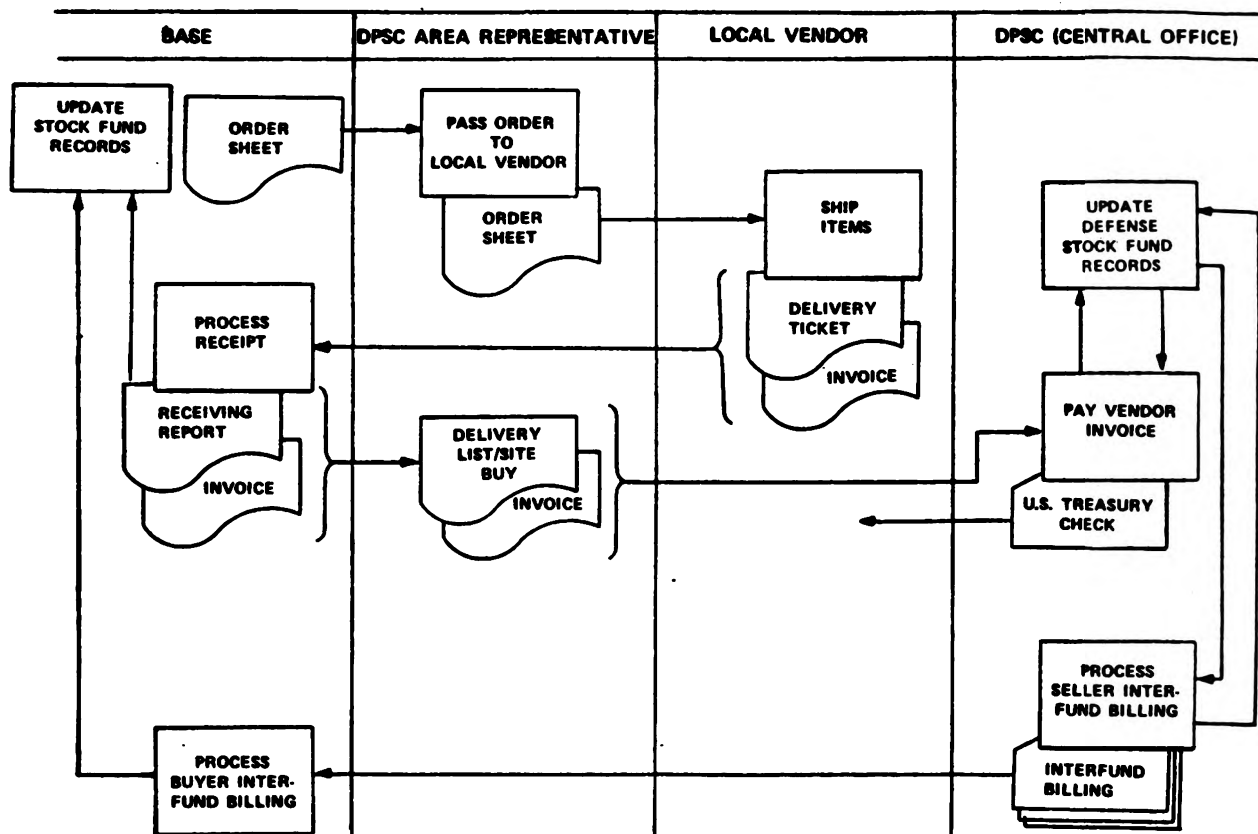 BASE
DPSC AREA REPRESENTATIVE
LOCAL VENDOR
DPSC (CENTRAL OFFICE)
UPDATE
STOCK FUND
RECORDS
ORDER
SHEET
PASS ORDER
TO
LOCAL VENDOR
ORDER
SHEET
SHIP
ITEMS
DELIVERY
TICKET
INVOICE
UPDATE
DEFENSE
STOCK FUND
RECORDS
PROCESS
RECEIPT
RECEIVING
REPORT
INVOICE
DELIVERY
LIST/SITE
BUY
INVOICE
PAY VENDOR
INVOICE
U.S. TREASURY
CHECK
PROCESS
SELLER INTER-
FUND BILLING
INTERFUND
BILLING
PROCESS
BUYER INTER-
FUND BILLING